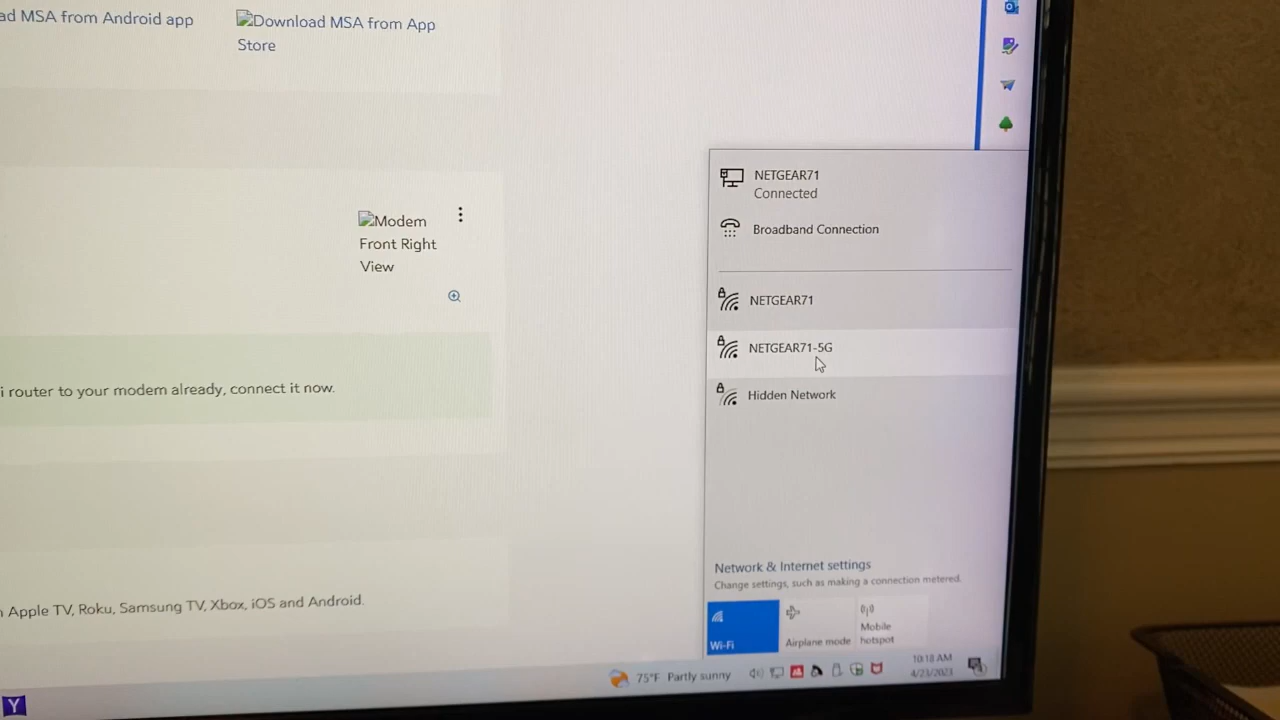 ad MSA from Android app
Download MSA from App
Store
Modem
Front Right
View
i router to your modem already, connect it now.
n Apple TV, Roku, Samsung TV, Xbox, iOS and Android.
NETGEAR71
Connected
Broadband Connection
NETGEAR71
NETGEAR71-5G
Hidden Network
Network & Internet settings
Change settings, such as making a connection metered.
Wi-Fi
Airplane mode
Mobile
hotspot
75°F Partly sunny
10:18 AM
4/23/2023
Y